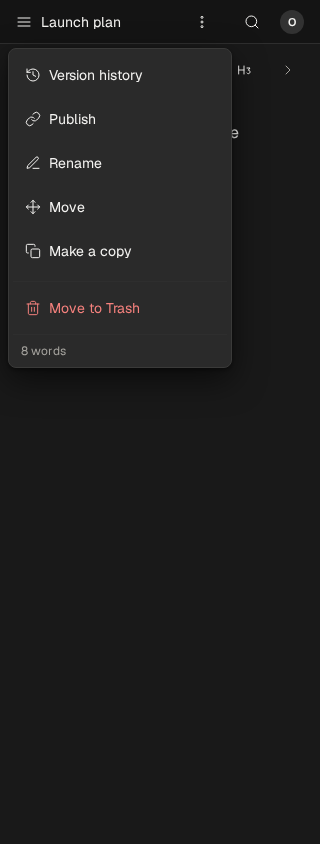 Launch plan
O
Version history
H3
Publish
e
Rename
Move
Make a copy
Move to Trash
8 words